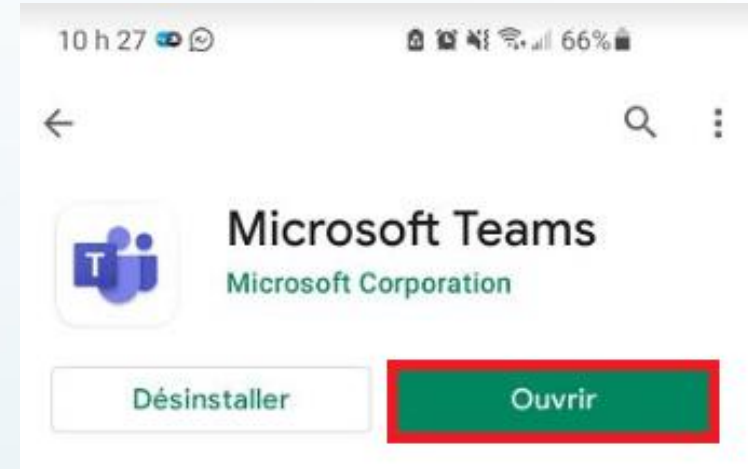 10 h 27 66%
Microsoft Teams
T
Microsoft Corporation
Désinstaller Ouvrir